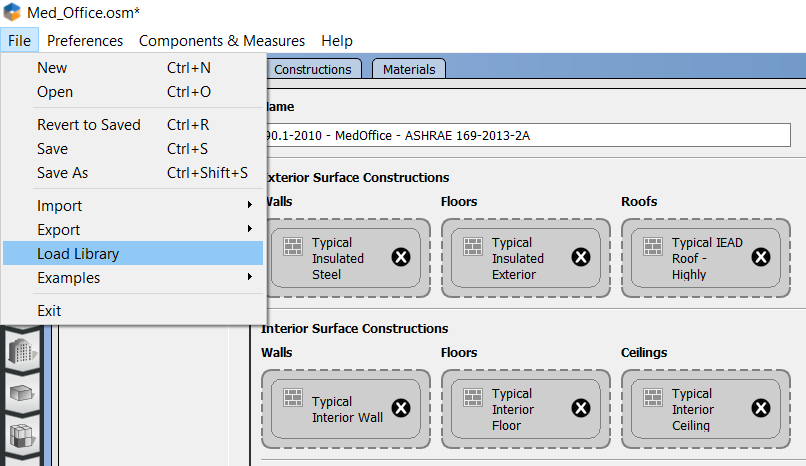 Med_Office.osm*
File Preferences Components & Measures Help
New Ctrl+N
Open Ctrl+O
Revert to Saved Ctrl+R
Save Ctrl+S
Save As Ctrl+Shift+S
Import
Export
Load Library
Examples
Exit
Constructions Materials
ame
90.1-2010 - MedOffice - ASHRAE 169-2013-2A
Exterior Surface Constructions
Walls Floors Roofs
Typical
Insulated
Steel
Typical
Insulated
Exterior
Typical IEAD
Roof -
Highly
Interior Surface Constructions
Walls Floors Ceilings
Typical
Interior Wall
Typical
Interior
Floor
Typical
Interior
Ceiling